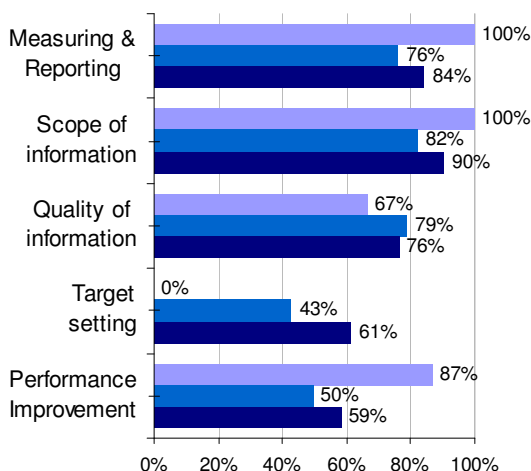 Measuring &
Reporting
100%
76%
84%
Scope of
information
100%
82%
90%
Quality of
information
67%
79%
76%
Target
setting
0%
43%
61%
Performance
Improvement
87%
50%
59%
0% 20% 40% 60% 80% 100%